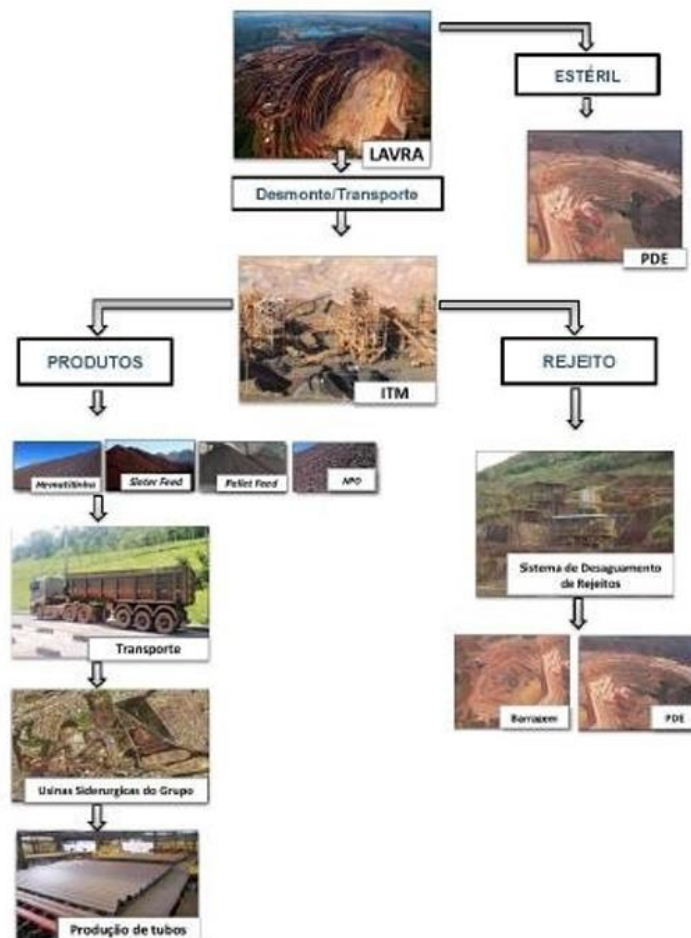 ESTÉRIL
LAVRA
Desmonte/Transporte
PDE
PRODUTOS
REJEITO
ITM
Hematitinha
Sinter Feed
Pellet Feed
NPO
Sistema de Desaguamento
de Rejeitos
Transporte
Barragem
PDE
Usinas Siderurgicas do Grupo
Produção de tubos